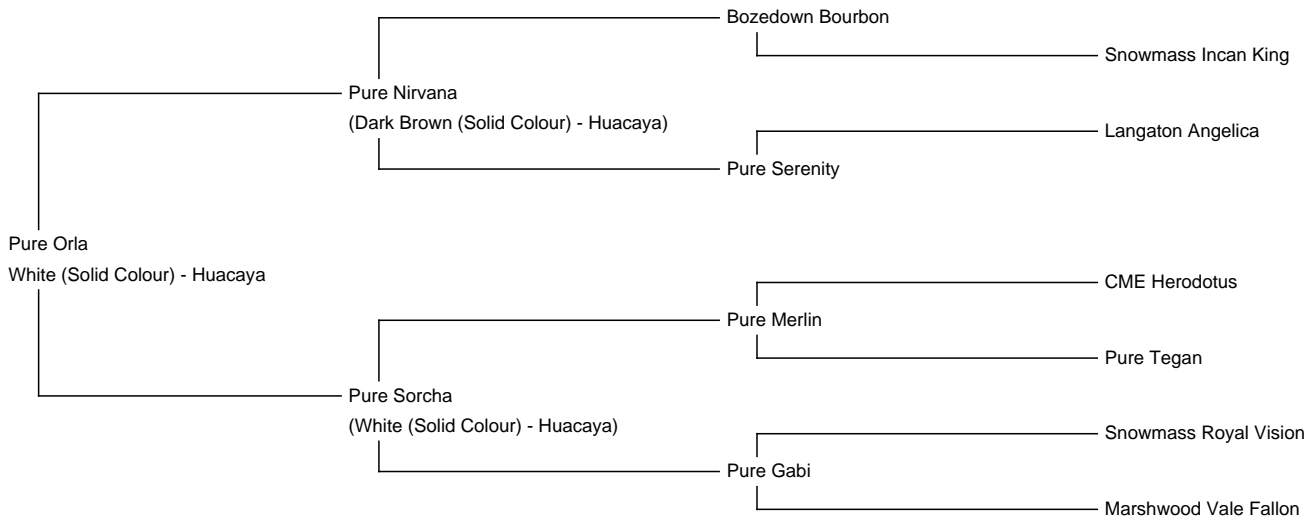 Bozedown Bourbon
Snowmass Incan King
Pure Nirvana
(Dark Brown (Solid Colour) - Huacaya)
Langaton Angelica
Pure Serenity
Pure Orla
White (Solid Colour) - Huacaya
CME Herodotus
Pure Merlin
Pure Tegan
Pure Sorcha
(White (Solid Colour) - Huacaya)
Snowmass Royal Vision
Pure Gabi
Marshwood Vale Fallon